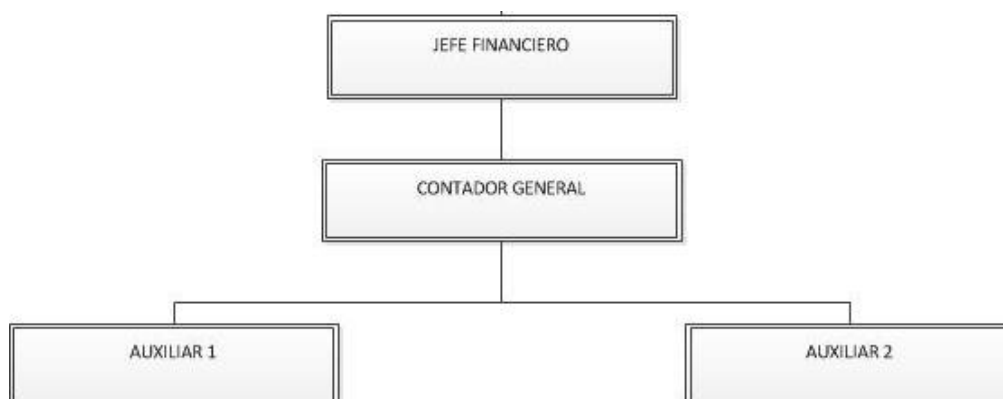 JEFE FINANCIERO
CONTADOR GENERAL
AUXILIAR 1
AUXILIAR 2